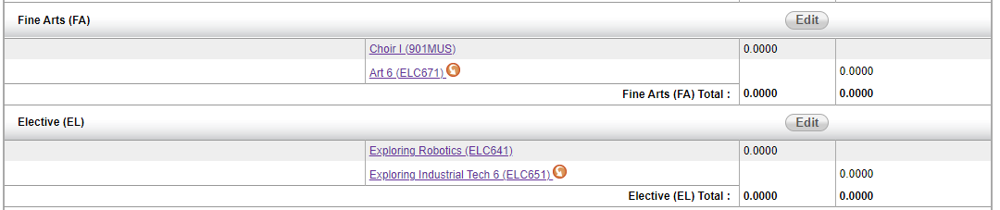 Fine Arts (FA) Edit
Choir I (901MUS) 0.0000
Art 6 (ELC671) 0.0000
Fine Arts (FA) Total : 0.0000 0.0000
Elective (EL) Edit
Exploring Robotics (ELC641) 0.0000
Exploring Industrial Tech 6 (ELC651) 0.0000
Elective (EL) Total : 0.0000 0.0000